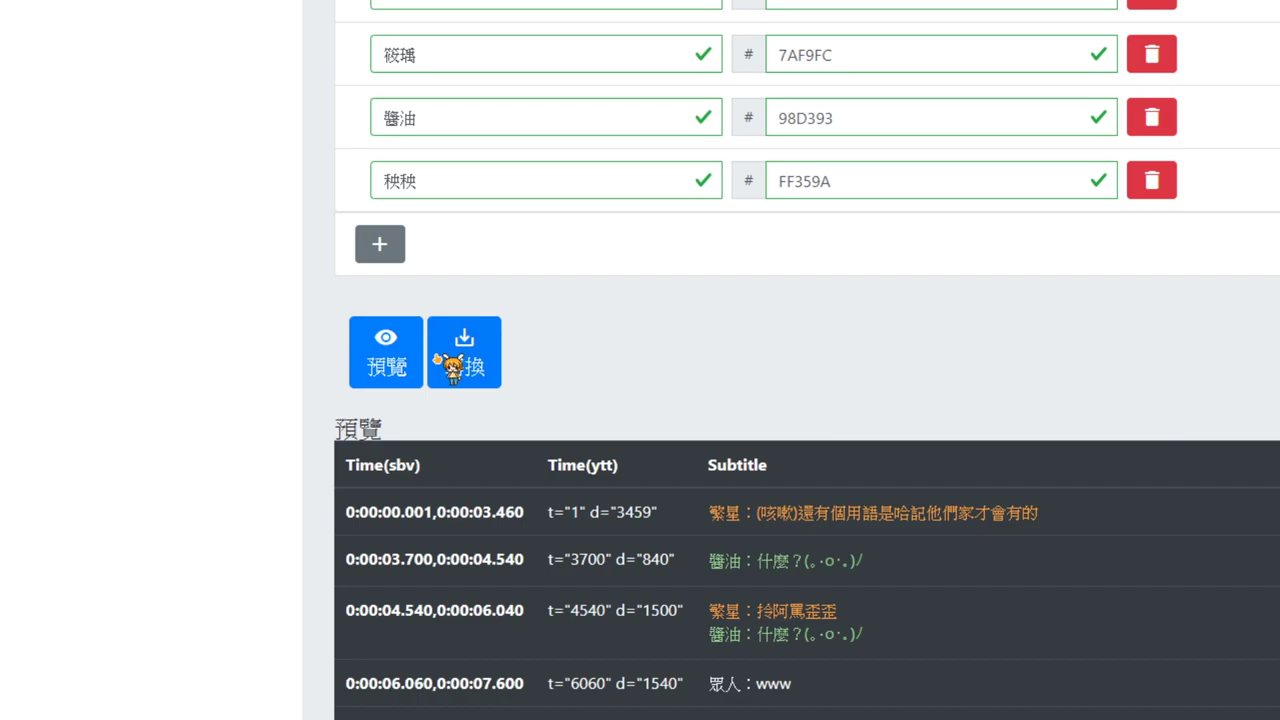 筱瑀 # 7AF9FC
醬油 # 98D393
秧秧 # FF359A
+
預覽 換
預覽
Time(sbv) Time(ytt) Subtitle
0:00:00.001,0:00:03.460 t="1" d="3459" 繁星：(咳嗽)還有個用語是哈記他們家才會有的
0:00:03.700,0:00:04.540 t="3700" d="840" 醬油：什麼？(｡･o･｡)ﾉ
0:00:04.540,0:00:06.040 t="4540" d="1500" 繁星：拎阿罵歪歪
醬油：什麼？(｡･o･｡)ﾉ
0:00:06.060,0:00:07.600 t="6060" d="1540" 眾人：www